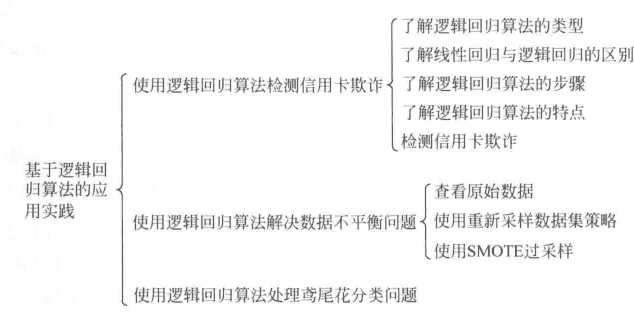 基于逻辑回
归算法的应
用实践
使用逻辑回归算法检测信用卡欺诈
了解逻辑回归算法的类型
了解线性回归与逻辑回归的区别
了解逻辑回归算法的步骤
了解逻辑回归算法的特点
检测信用卡欺诈
使用逻辑回归算法解决数据不平衡问题
查看原始数据
使用重新采样数据集策略
使用SMOTE过采样
使用逻辑回归算法处理鸢尾花分类问题